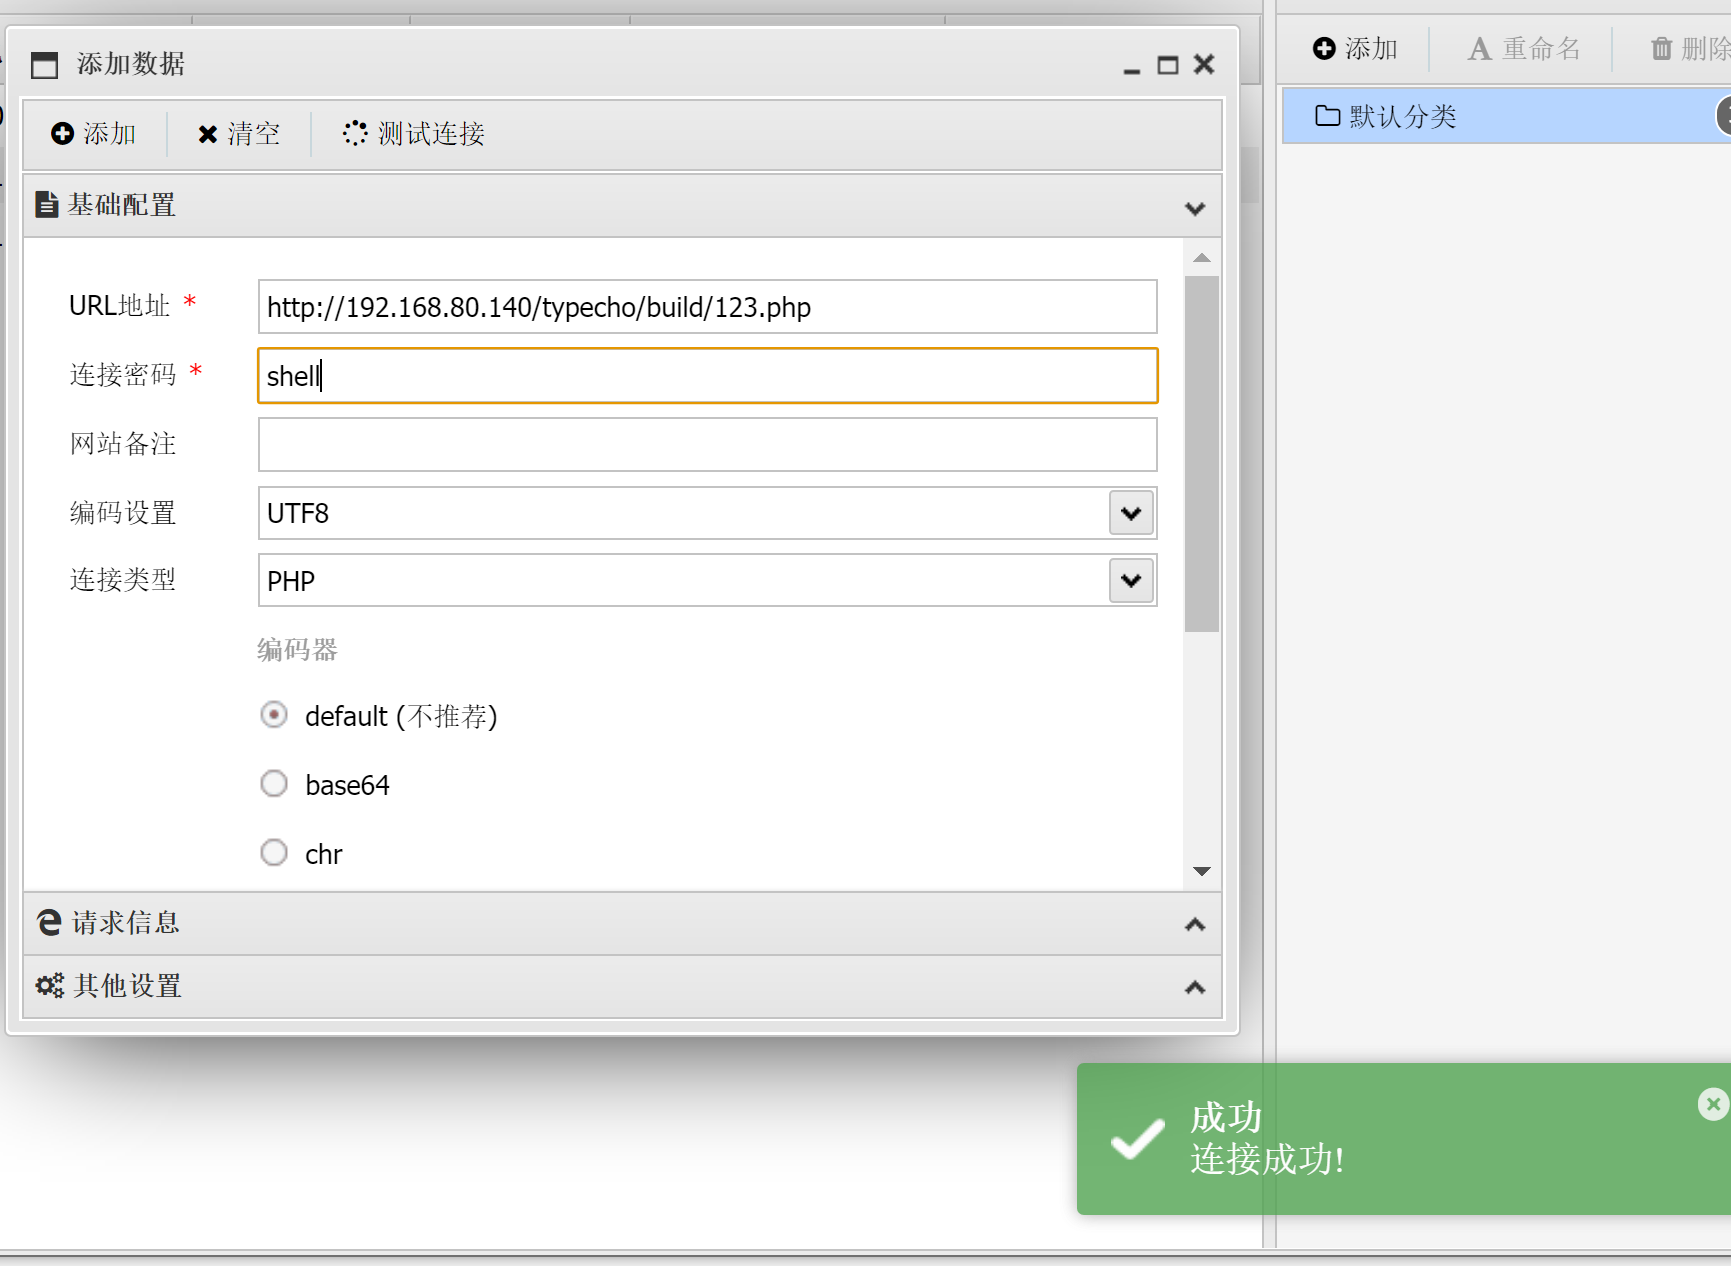 添加数据
添加
清空
测试连接
基础配置
URL地址 *
http://192.168.80.140/typecho/build/123.php
连接密码 *
shell
网站备注
编码设置
UTF8
连接类型
PHP
编码器
default (不推荐)
base64
chr
请求信息
其他设置
添加
重命名
删除
默认分类
成功
连接成功!